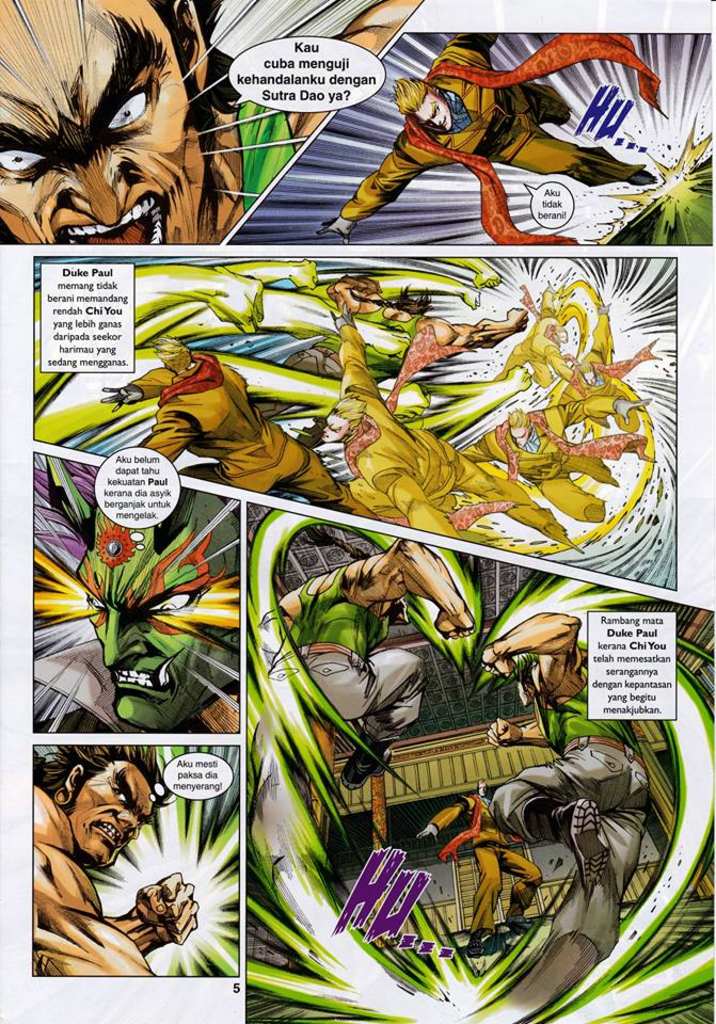 Kau
cuba menguji
kehandalanku dengan
Sutra Dao ya?
HU...
Aku
tidak
berani!
Duke Paul
memang tidak
berani memandang
rendah Chi You
yang lebih ganas
daripada seekor
harimau yang
sedang mengganas.
Aku belum
dapat tahu
kekuatan Paul
kerana dia asyik
berganjak untuk
mengelak.
Rambang mata
Duke Paul
kerana Chi You
telah memesatkan
serangannya
dengan kepantasan
yang begitu
menakjubkan.
Aku mesti
paksa dia
menyerang!
HU...
5